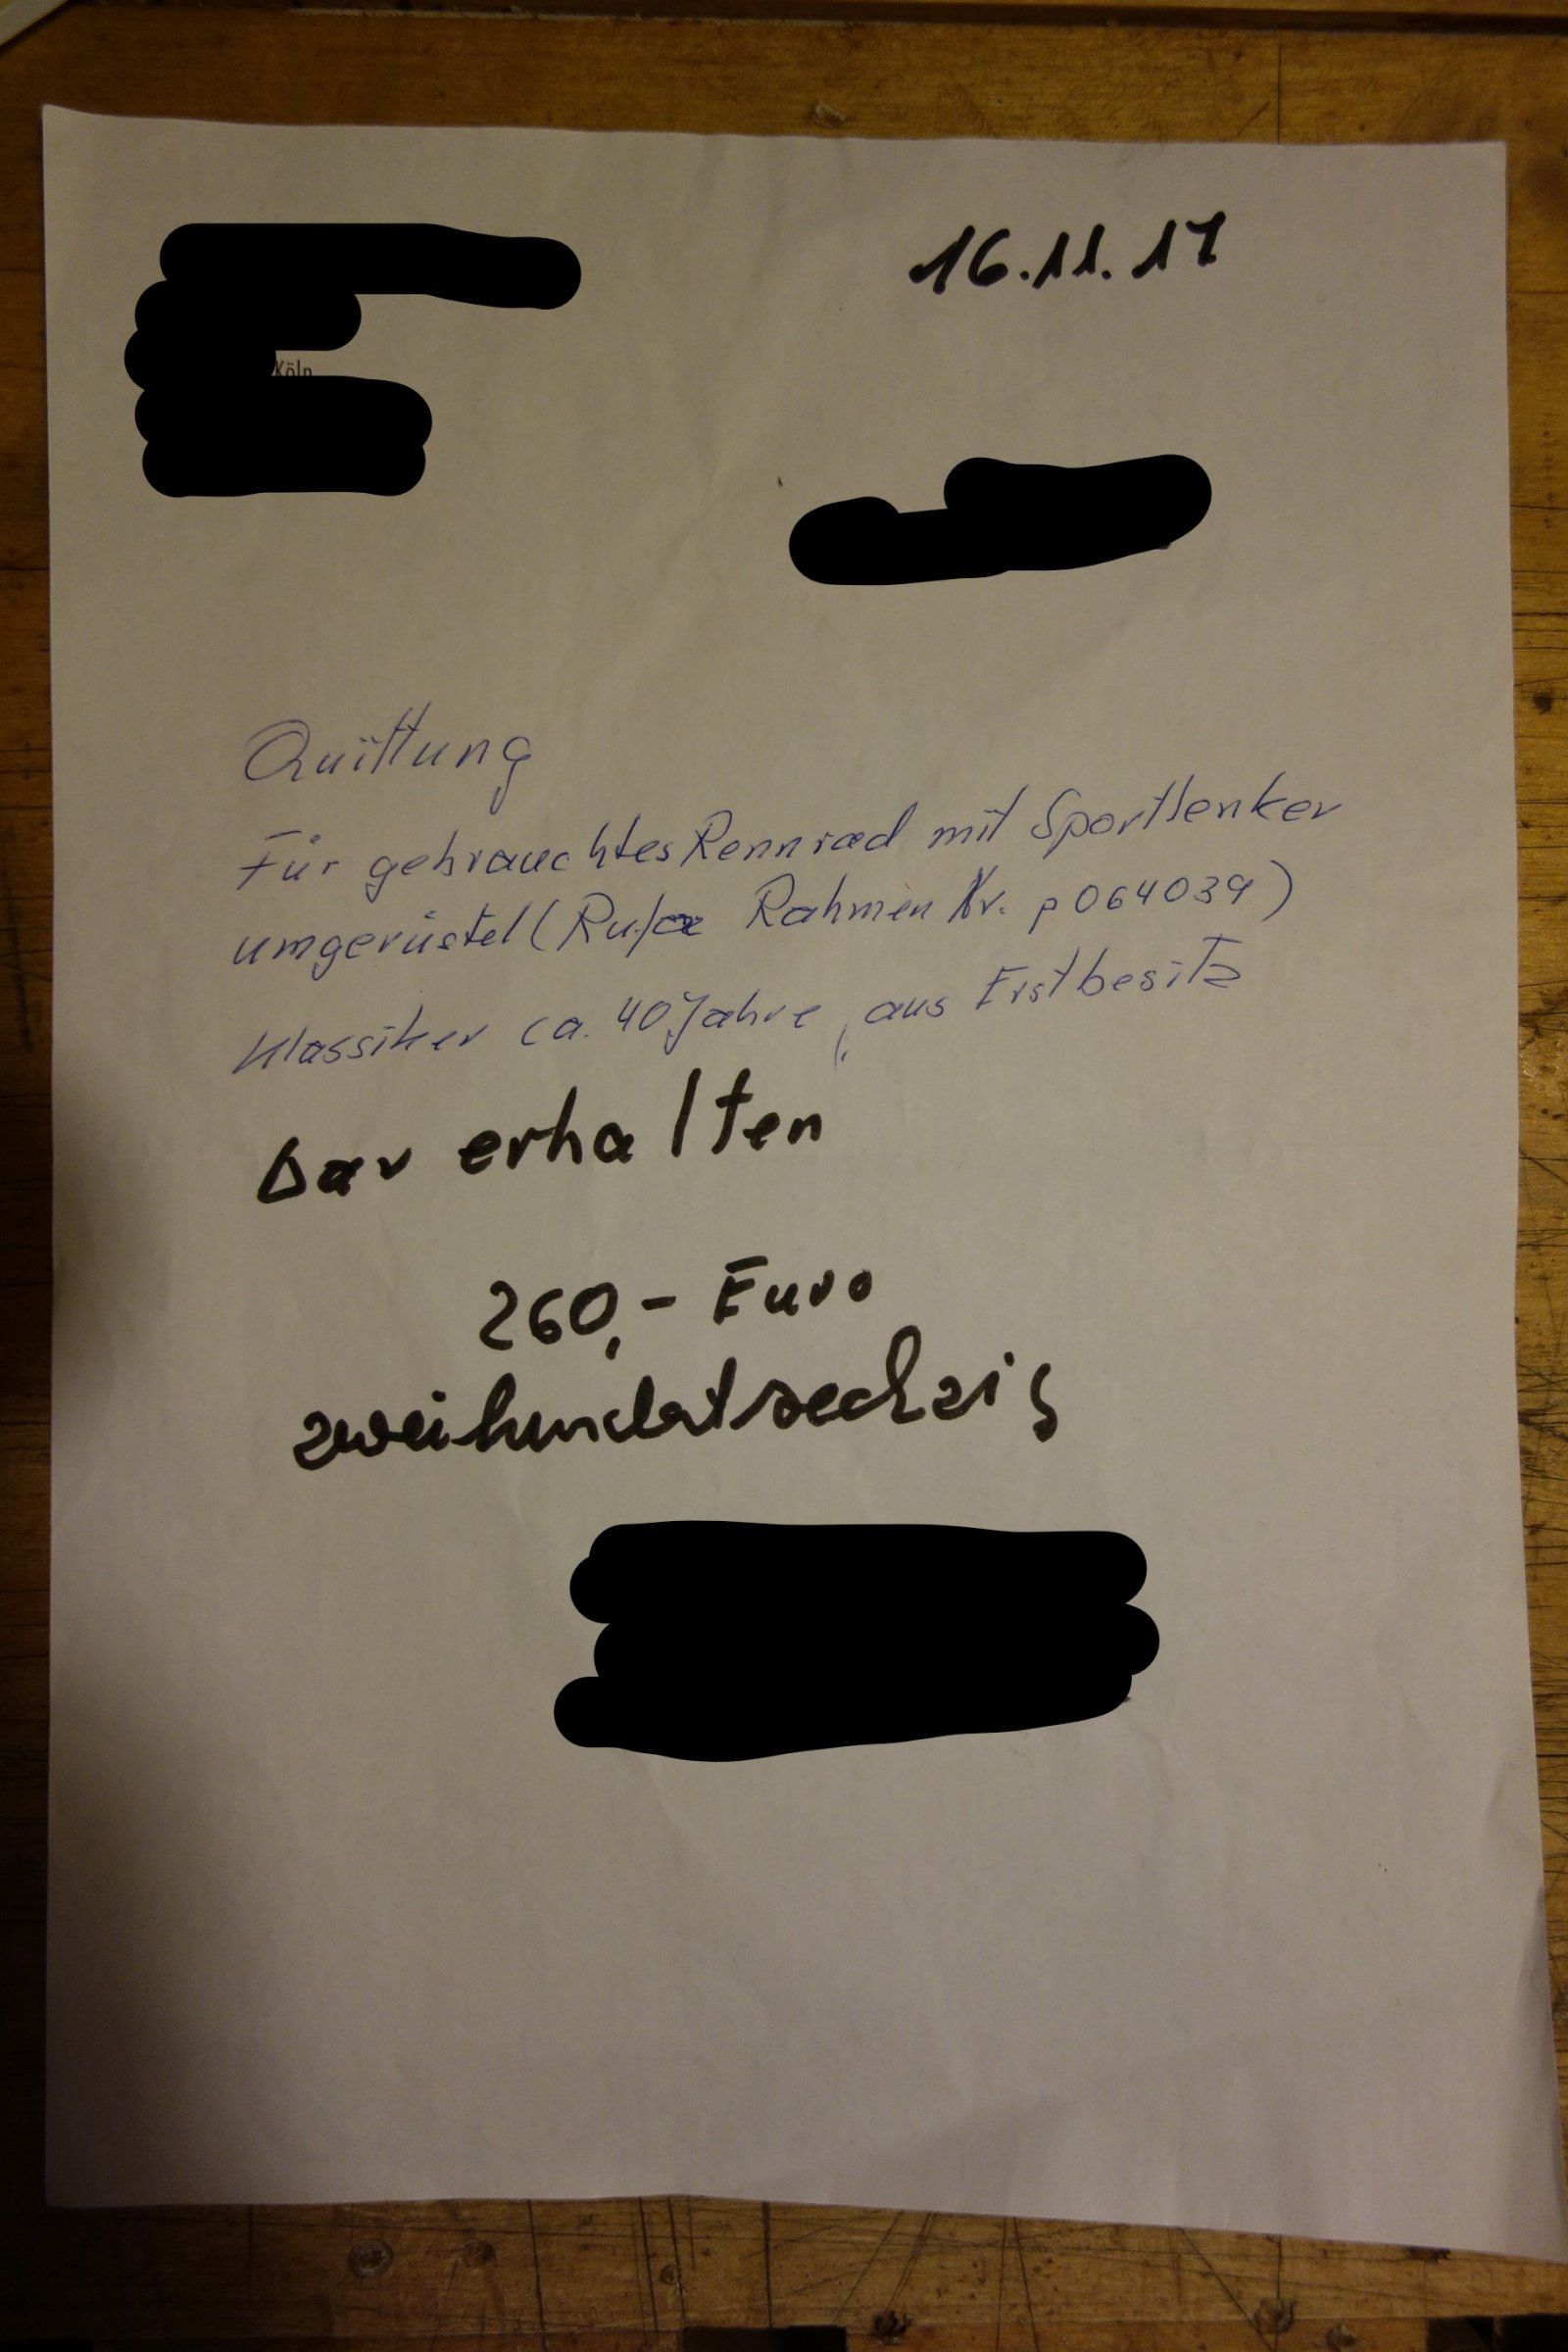 16.11.17
Köln
Quittung
Für gebrauchtes Rennrad mit Sportlenker
umgerüstet ( Rahmen Nr. p064039)
Klassiker ca. 40 Jahre, aus Erstbesitz
Bar erhalten
260,- Euro
zweihundertsechzig